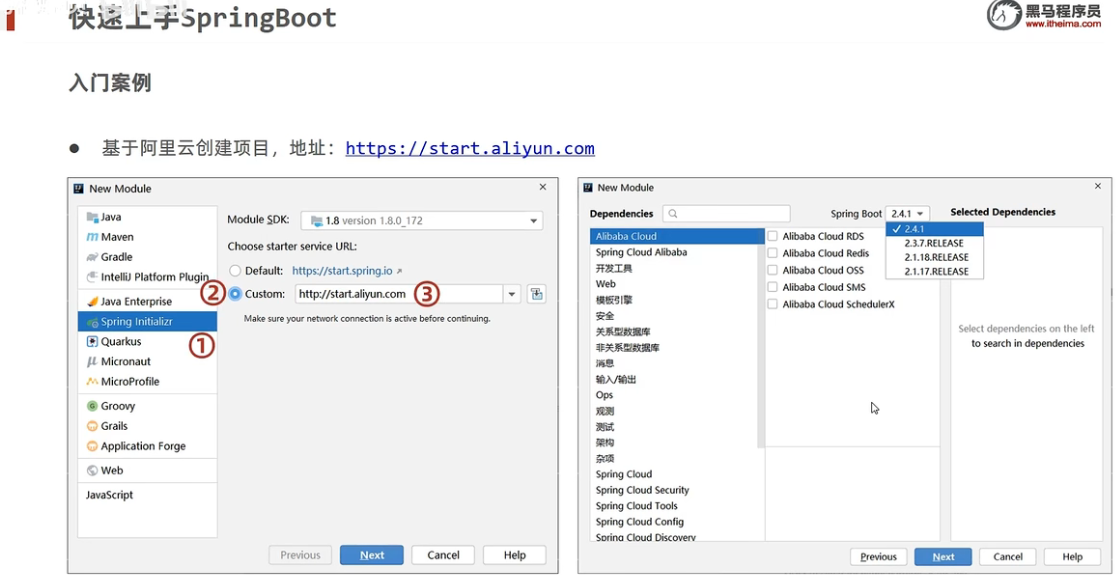 快速上手SpringBoot
黑马程序员
www.itheima.com
入门案例
● 基于阿里云创建项目，地址：https://start.aliyun.com
New Module
Java
Maven
Gradle
IntelliJ Platform Plugin
Java Enterprise
Spring Initializr
Quarkus
Micronaut
MicroProfile
Groovy
Grails
Application Forge
Web
JavaScript
Module SDK: 1.8 version 1.8.0_172
Choose starter service URL:
Default: https://start.spring.io
② Custom: http://start.aliyun.com ③
Make sure your network connection is active before continuing.
①
Previous Next Cancel Help
New Module
Dependencies Spring Boot 2.4.1 Selected Dependencies
2.4.1
2.3.7.RELEASE
2.1.18.RELEASE
2.1.17.RELEASE
Alibaba Cloud
Spring Cloud Alibaba
开发工具
Web
模板引擎
安全
关系型数据库
非关系型数据库
消息
输入/输出
Ops
观测
测试
架构
杂项
Spring Cloud
Spring Cloud Security
Spring Cloud Tools
Spring Cloud Config
Spring Cloud Discovery
Alibaba Cloud RDS
Alibaba Cloud Redis
Alibaba Cloud OSS
Alibaba Cloud SMS
Alibaba Cloud SchedulerX
Select dependencies on the left
to search in dependencies
Previous Next Cancel Help